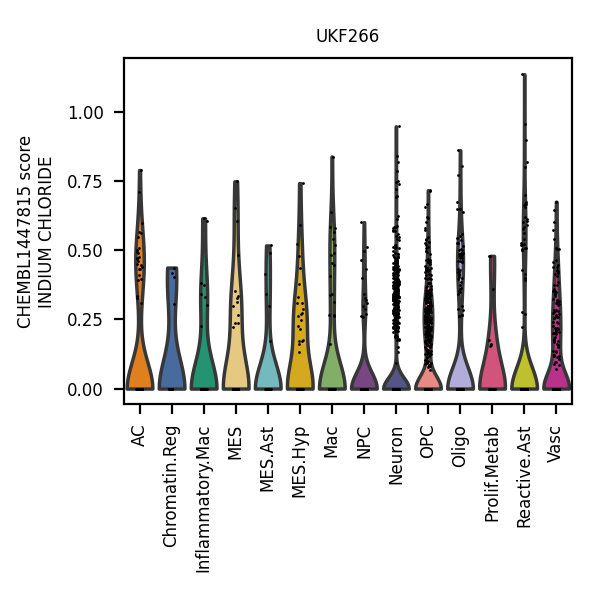 UKF266
CHEMBL1447815 score
INDIUM CHLORIDE
1.00
0.75
0.50
0.25
0.00
AC
Chromatin.Reg
Inflammatory.Mac
MES
MES.Ast
MES.Hyp
Mac
NPC
Neuron
OPC
Oligo
Prolif.Metab
Reactive.Ast
Vasc